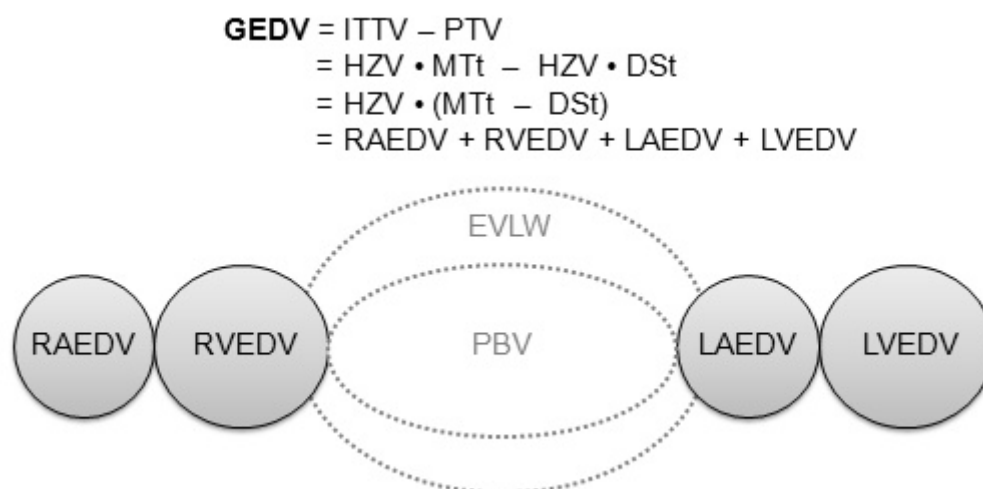 GEDV = ITTV – PTV
= HZV • MTt – HZV • DSt
= HZV • (MTt – DSt)
= RAEDV + RVEDV + LAEDV + LVEDV
EVLW
RAEDV RVEDV PBV LAEDV LVEDV